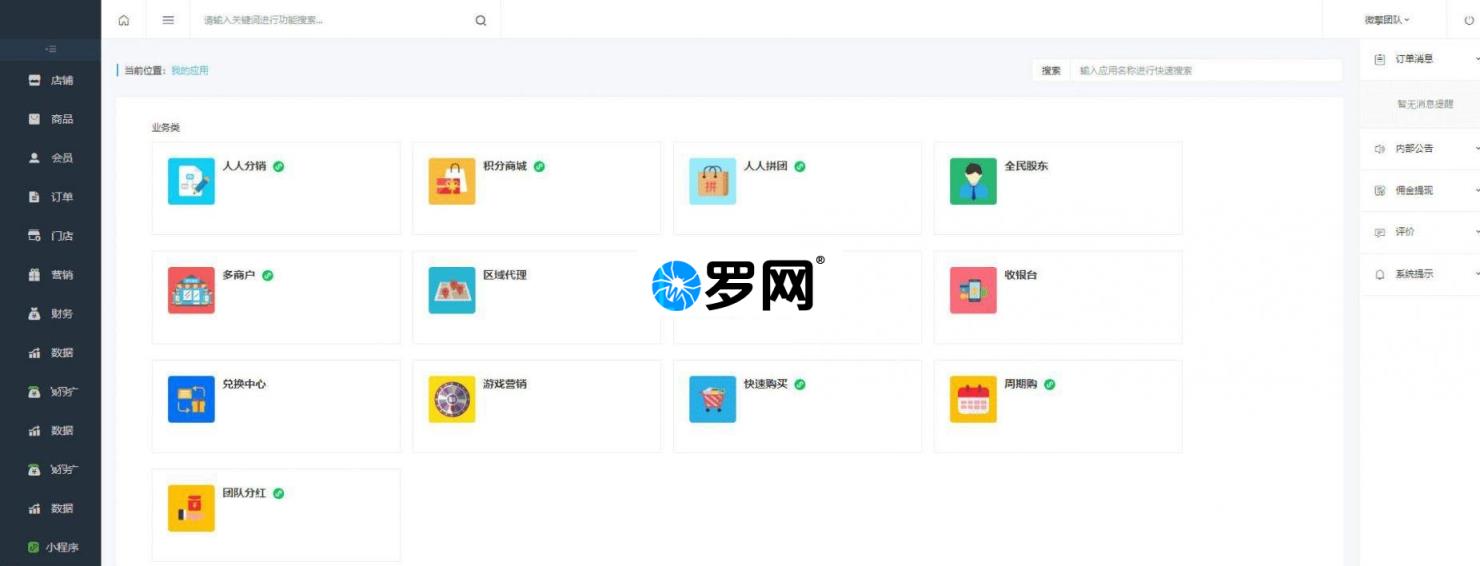 请输入关键词进行功能搜索...
微擎团队
店铺
商品
会员
订单
门店
营销
财务
数据
数据
数据
小程序
当前位置：我的应用
搜索 输入应用名称进行快速搜索
业务类
人人分销
积分商城
人人拼团
全民股东
多商户
区域代理
罗网®
收银台
兑换中心
游戏营销
快速购买
周期购
团队分红
订单消息
暂无消息提醒
内部公告
佣金提现
评价
系统提示